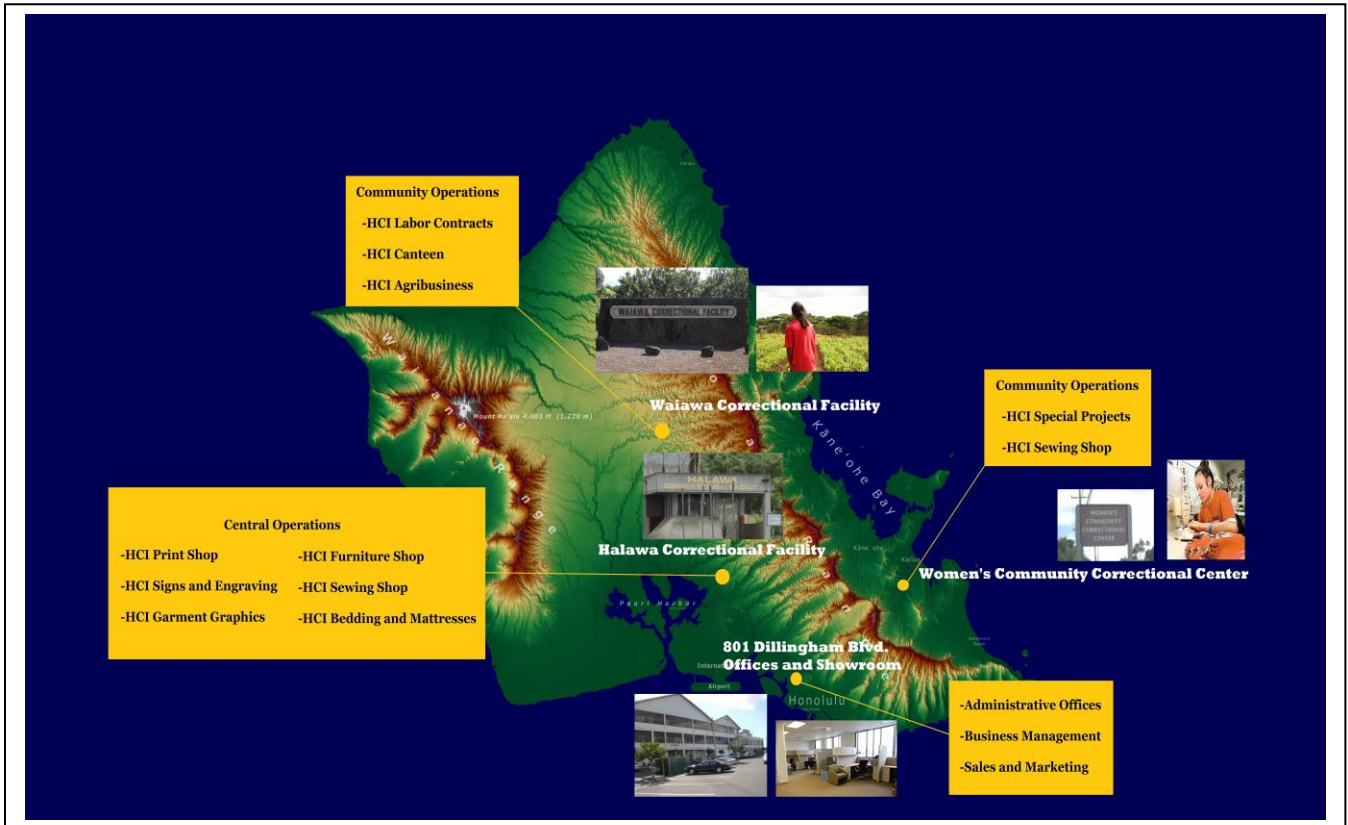 Community Operations
-HCI Labor Contracts
-HCI Canteen
-HCI Agribusiness
WAIAWA CORRECTIONAL FACILITY
Waiawa Correctional Facility
Waianae Range
Mount Ka'ala 4,003 ft (1,220 m)
Kāne'ohe Bay
Community Operations
-HCI Special Projects
-HCI Sewing Shop
HALAWA
Halawa Correctional Facility
WOMEN'S
COMMUNITY
CORRECTIONAL
CENTER
Women's Community Correctional Center
Kāne'ohe
Central Operations
-HCI Print Shop
-HCI Furniture Shop
-HCI Signs and Engraving
-HCI Sewing Shop
-HCI Garment Graphics
-HCI Bedding and Mattresses
Pearl Harbor
801 Dillingham Blvd.
Offices and Showroom
Airport
Honolulu
-Administrative Offices
-Business Management
-Sales and Marketing